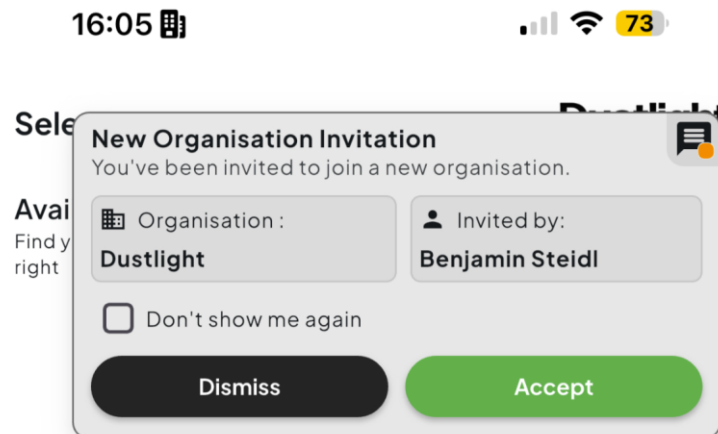 16:05
73
Sele
New Organisation Invitation
You've been invited to join a new organisation.
Avai
Find y
right
Organisation :
Dustlight
Invited by:
Benjamin Steidl
Don't show me again
Dismiss
Accept